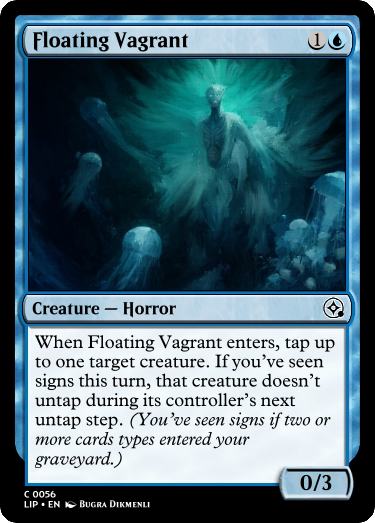 Floating Vagrant 1
Creature — Horror
When Floating Vagrant enters, tap up
to one target creature. If you've seen
signs this turn, that creature doesn't
untap during its controller's next
untap step. (You've seen signs if two or
more cards types entered your
graveyard.)
0/3
C 0056
LIP • EN Bugra Dikmenli